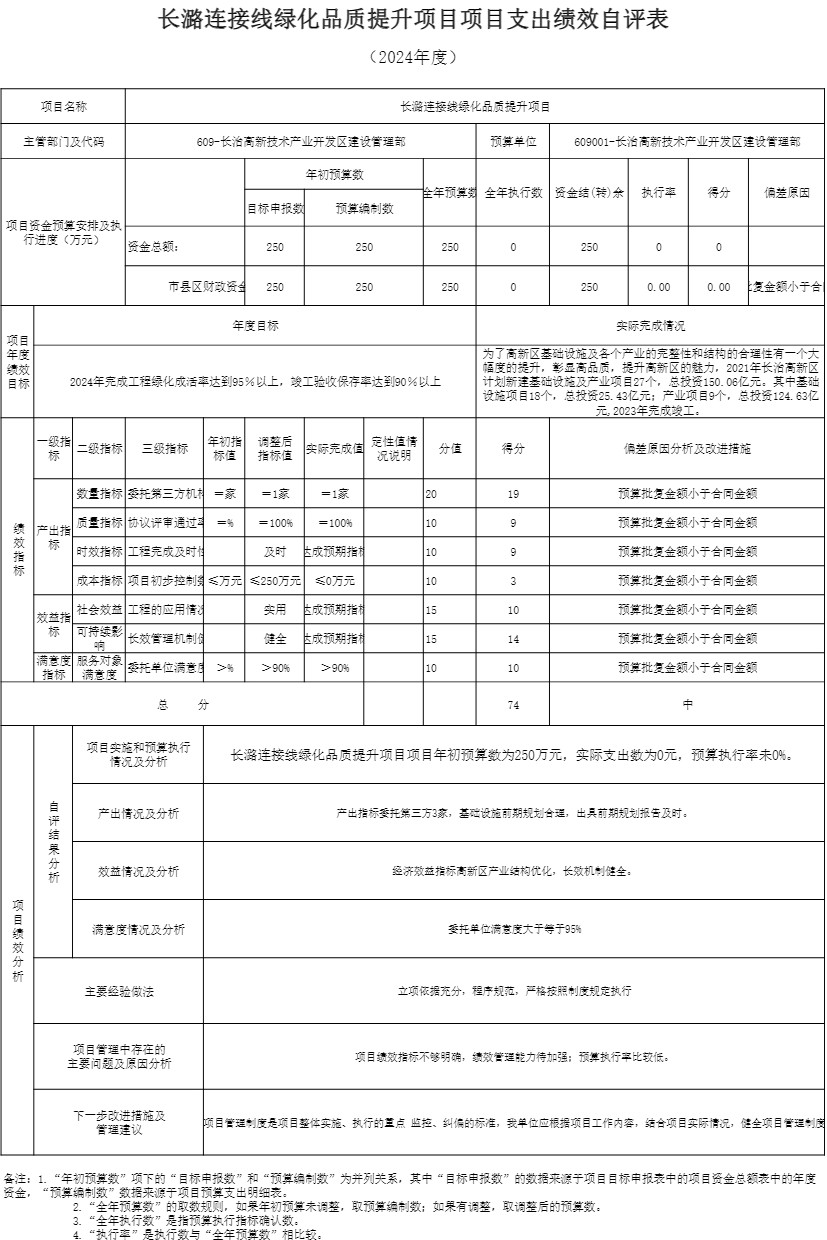 长潞连接线绿化品质提升项目项目支出绩效自评表
（2024年度）
项目名称 长潞连接线绿化品质提升项目
主管部门及代码 609-长治高新技术产业开发区建设管理部 预算单位 609001-长治高新技术产业开发区建设管理部
项目资金预算安排及执行进度（万元）
年初预算数 全年预算数 全年执行数 资金结(转)余 执行率 得分 偏差原因
目标申报数 预算编制数
资金总额: 250 250 250 0 250 0 0
市县区财政资金 250 250 250 0 250 0.00 0.00 批复金额小于合同
项目年度绩效目标
年度目标 实际完成情况
2024年完成工程绿化成活率达到95%以上，竣工验收保存率达到90%以上
为了高新区基础设施及各个产业的完整性和结构的合理性有一个大
幅度的提升，彰显高品质，提升高新区的魅力，2021年长治高新区
计划新建基础设施及产业项目27个，总投资150.06亿元。其中基础
设施项目18个，总投资25.43亿元；产业项目9个，总投资124.63亿
元,2023年完成竣工。
绩效指标
一级指标 二级指标 三级指标 年初指标值 调整后指标值 实际完成值 定性值情况说明 分值 得分 偏差原因分析及改进措施
产出指标
数量指标 委托第三方机构 ＝家 ＝1家 ＝1家 20 19 预算批复金额小于合同金额
质量指标 协议评审通过率 ＝% ＝100% ＝100% 10 9 预算批复金额小于合同金额
时效指标 工程完成及时性 及时 达成预期指标 10 9 预算批复金额小于合同金额
成本指标 项目初步控制数 ≤万元 ≤250万元 ≤0万元 10 3 预算批复金额小于合同金额
效益指标
社会效益 工程的应用情况 实用 达成预期指标 15 10 预算批复金额小于合同金额
可持续影响 长效管理机制健 健全 达成预期指标 15 14 预算批复金额小于合同金额
满意度指标 服务对象满意度 委托单位满意度 ＞% ＞90% ＞90% 10 10 预算批复金额小于合同金额
总 分 74 中
项目绩效分析
自评结果分析
项目实施和预算执行情况及分析 长潞连接线绿化品质提升项目项目年初预算数为250万元，实际支出数为0元，预算执行率未0%。
产出情况及分析 产出指标委托第三方3家，基础设施前期规划合理，出具前期规划报告及时。
效益情况及分析 经济效益指标高新区产业结构优化，长效机制健全。
满意度情况及分析 委托单位满意度大于等于95%
主要经验做法 立项依据充分，程序规范，严格按照制度规定执行
项目管理中存在的主要问题及原因分析 项目绩效指标不够明确，绩效管理能力待加强；预算执行率比较低。
下一步改进措施及管理建议 项目管理制度是项目整体实施、执行的重点 监控、纠偏的标准，我单位应根据项目工作内容，结合项目实际情况，健全项目管理制度
备注：1.“年初预算数”项下的“目标申报数”和“预算编制数”为并列关系，其中“目标申报数”的数据来源于项目目标申报表中的项目资金总额表中的年度
资金，“预算编制数”数据来源于项目预算支出明细表。
2.“全年预算数”的取数规则，如果年初预算未调整，取预算编制数；如果有调整，取调整后的预算数。
3.“全年执行数”是指预算执行指标确认数。
4.“执行率”是执行数与“全年预算数”相比较。